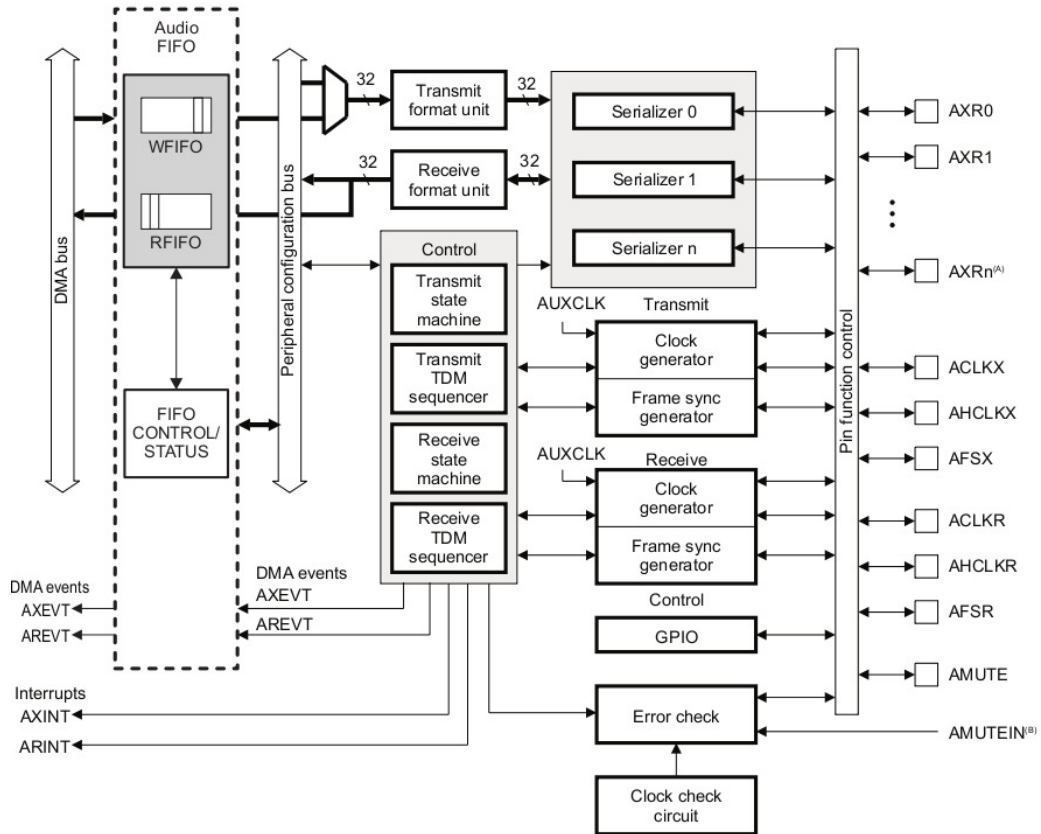 Audio
FIFO
WFIFO
RFIFO
DMA bus
FIFO
CONTROL/
STATUS
Peripheral configuration bus
32
Transmit
format unit
32
32
Receive
format unit
32
Serializer 0
Serializer 1
Serializer n
Control
Transmit
state
machine
Transmit
TDM
sequencer
Receive
state
machine
Receive
TDM
sequencer
AUXCLK
Transmit
Clock
generator
Frame sync
generator
AUXCLK
Receive
Clock
generator
Frame sync
generator
Control
GPIO
Error check
Clock check
circuit
Pin function control
AXR0
AXR1
AXRn(A)
ACLKX
AHCLKX
AFSX
ACLKR
AHCLKR
AFSR
AMUTE
AMUTEIN(B)
DMA events
AXEVT
AREVT
DMA events
AXEVT
AREVT
Interrupts
AXINT
ARINT